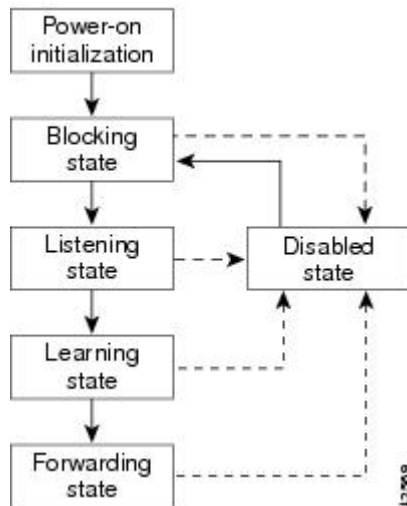 Power-on
initialization
Blocking
state
Listening
state
Disabled
state
Learning
state
Forwarding
state